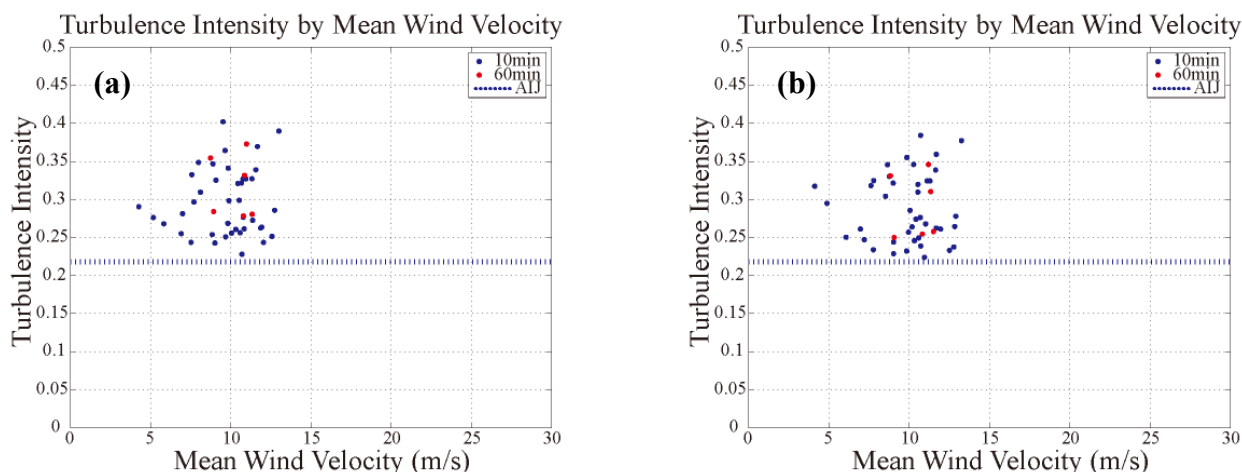 Turbulence Intensity by Mean Wind Velocity
0.5
0.45
0.4
0.35
0.3
0.25
0.2
0.15
0.1
0.05
0
Turbulence Intensity
(a)
10min
60min
AIJ
0 5 10 15 20 25 30
Mean Wind Velocity (m/s)
Turbulence Intensity by Mean Wind Velocity
0.5
0.45
0.4
0.35
0.3
0.25
0.2
0.15
0.1
0.05
0
Turbulence Intensity
(b)
10min
60min
AIJ
0 5 10 15 20 25 30
Mean Wind Velocity (m/s)